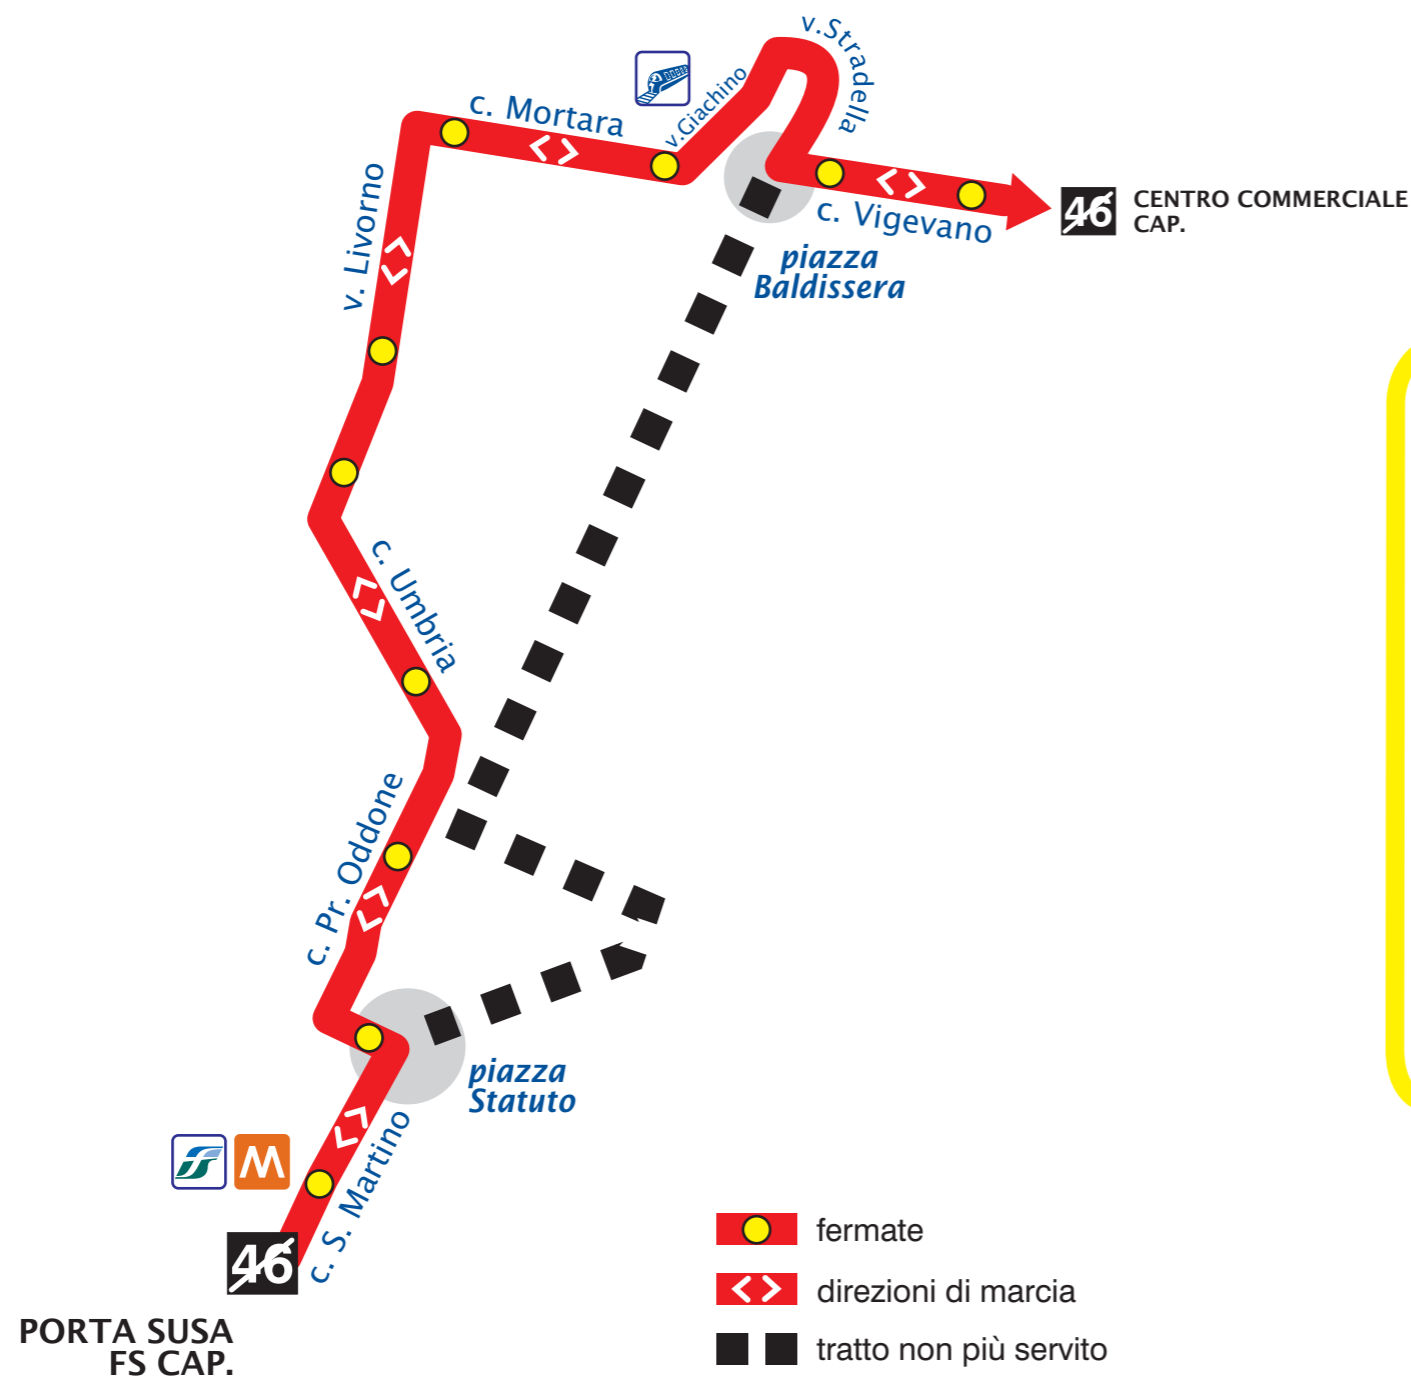 v.Stradella
v.Giachino
c. Mortara
v. Livorno
c. Vigevano
46
CENTRO COMMERCIALE
CAP.
piazza
Baldissera
c. Umbria
c. Pr. Oddone
piazza
Statuto
M
c. S. Martino
46
PORTA SUSA
FS CAP.
fermate
direzioni di marcia
tratto non più servito